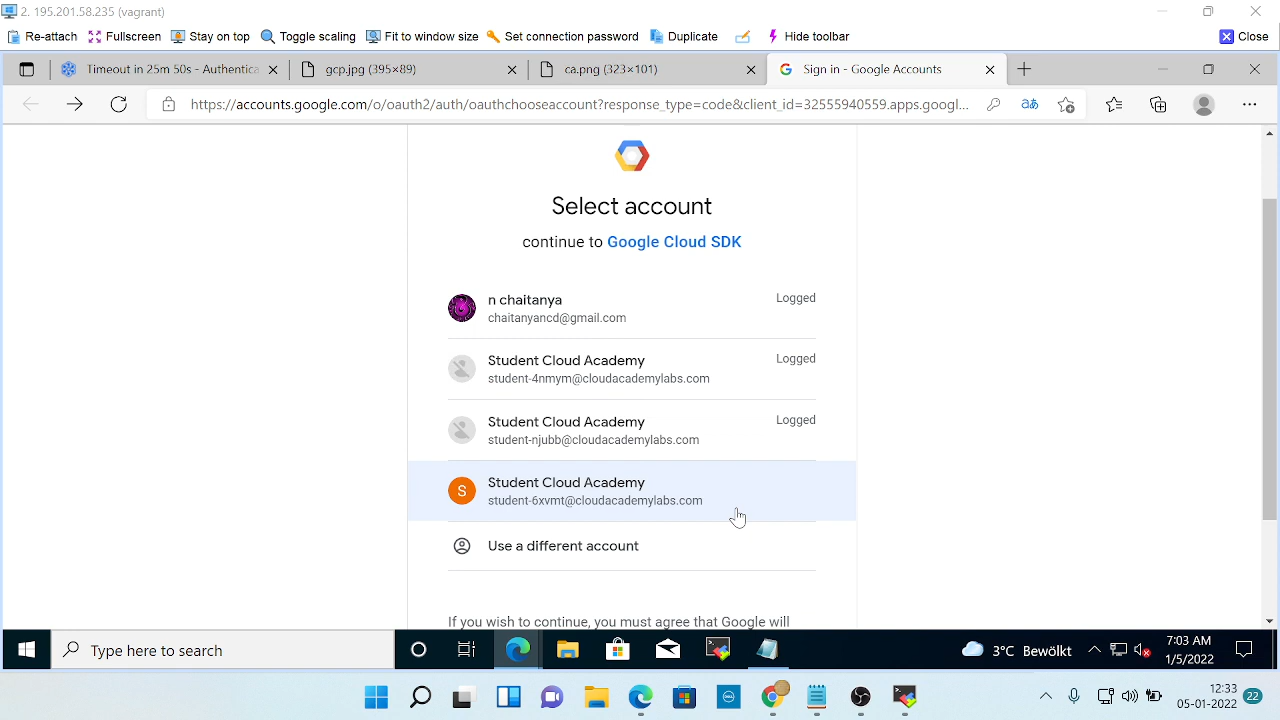 2. 195.201.58.235 (vagrant)
Re-attach Fullscreen Stay on top Toggle scaling Fit to window size Set connection password Duplicate Hide toolbar Close
Timeout in 25m 50s - Authentica gcp.jpg (395×89) ca.png (323×101) Sign in - Google Accounts
https://accounts.google.com/o/oauth2/auth/oauthchooseaccount?response_type=code&client_id=32555940559.apps.googl...
Select account
continue to Google Cloud SDK
n chaitanya Logged
chaitanyancd@gmail.com
Student Cloud Academy Logged
student-4nmym@cloudacademylabs.com
Student Cloud Academy Logged
student-njubb@cloudacademylabs.com
S Student Cloud Academy
student-6xvmt@cloudacademylabs.com
Use a different account
If you wish to continue, you must agree that Google will
Type here to search 3°C Bewölkt 7:03 AM
1/5/2022
12:33
05-01-2022 22